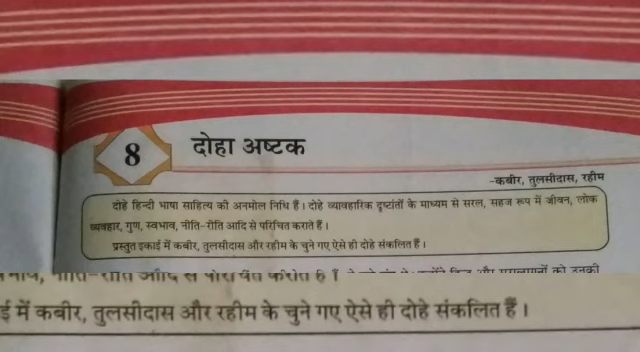 8
दोहा अष्टक
-कबीर, तुलसीदास, रहीम
दोहे हिन्दी भाषा साहित्य की अनमोल निधि हैं। दोहे व्यावहारिक दृष्टांतों के माध्यम से सरल, सहज रूप में जीवन, लोक
व्यवहार, गुण, स्वभाव, नीति-रीति आदि से परिचित कराते हैं।
प्रस्तुत इकाई में कबीर, तुलसीदास और रहीम के चुने गए ऐसे ही दोहे संकलित हैं।
ई में कबीर, तुलसीदास और रहीम के चुने गए ऐसे ही दोहे संकलित हैं।